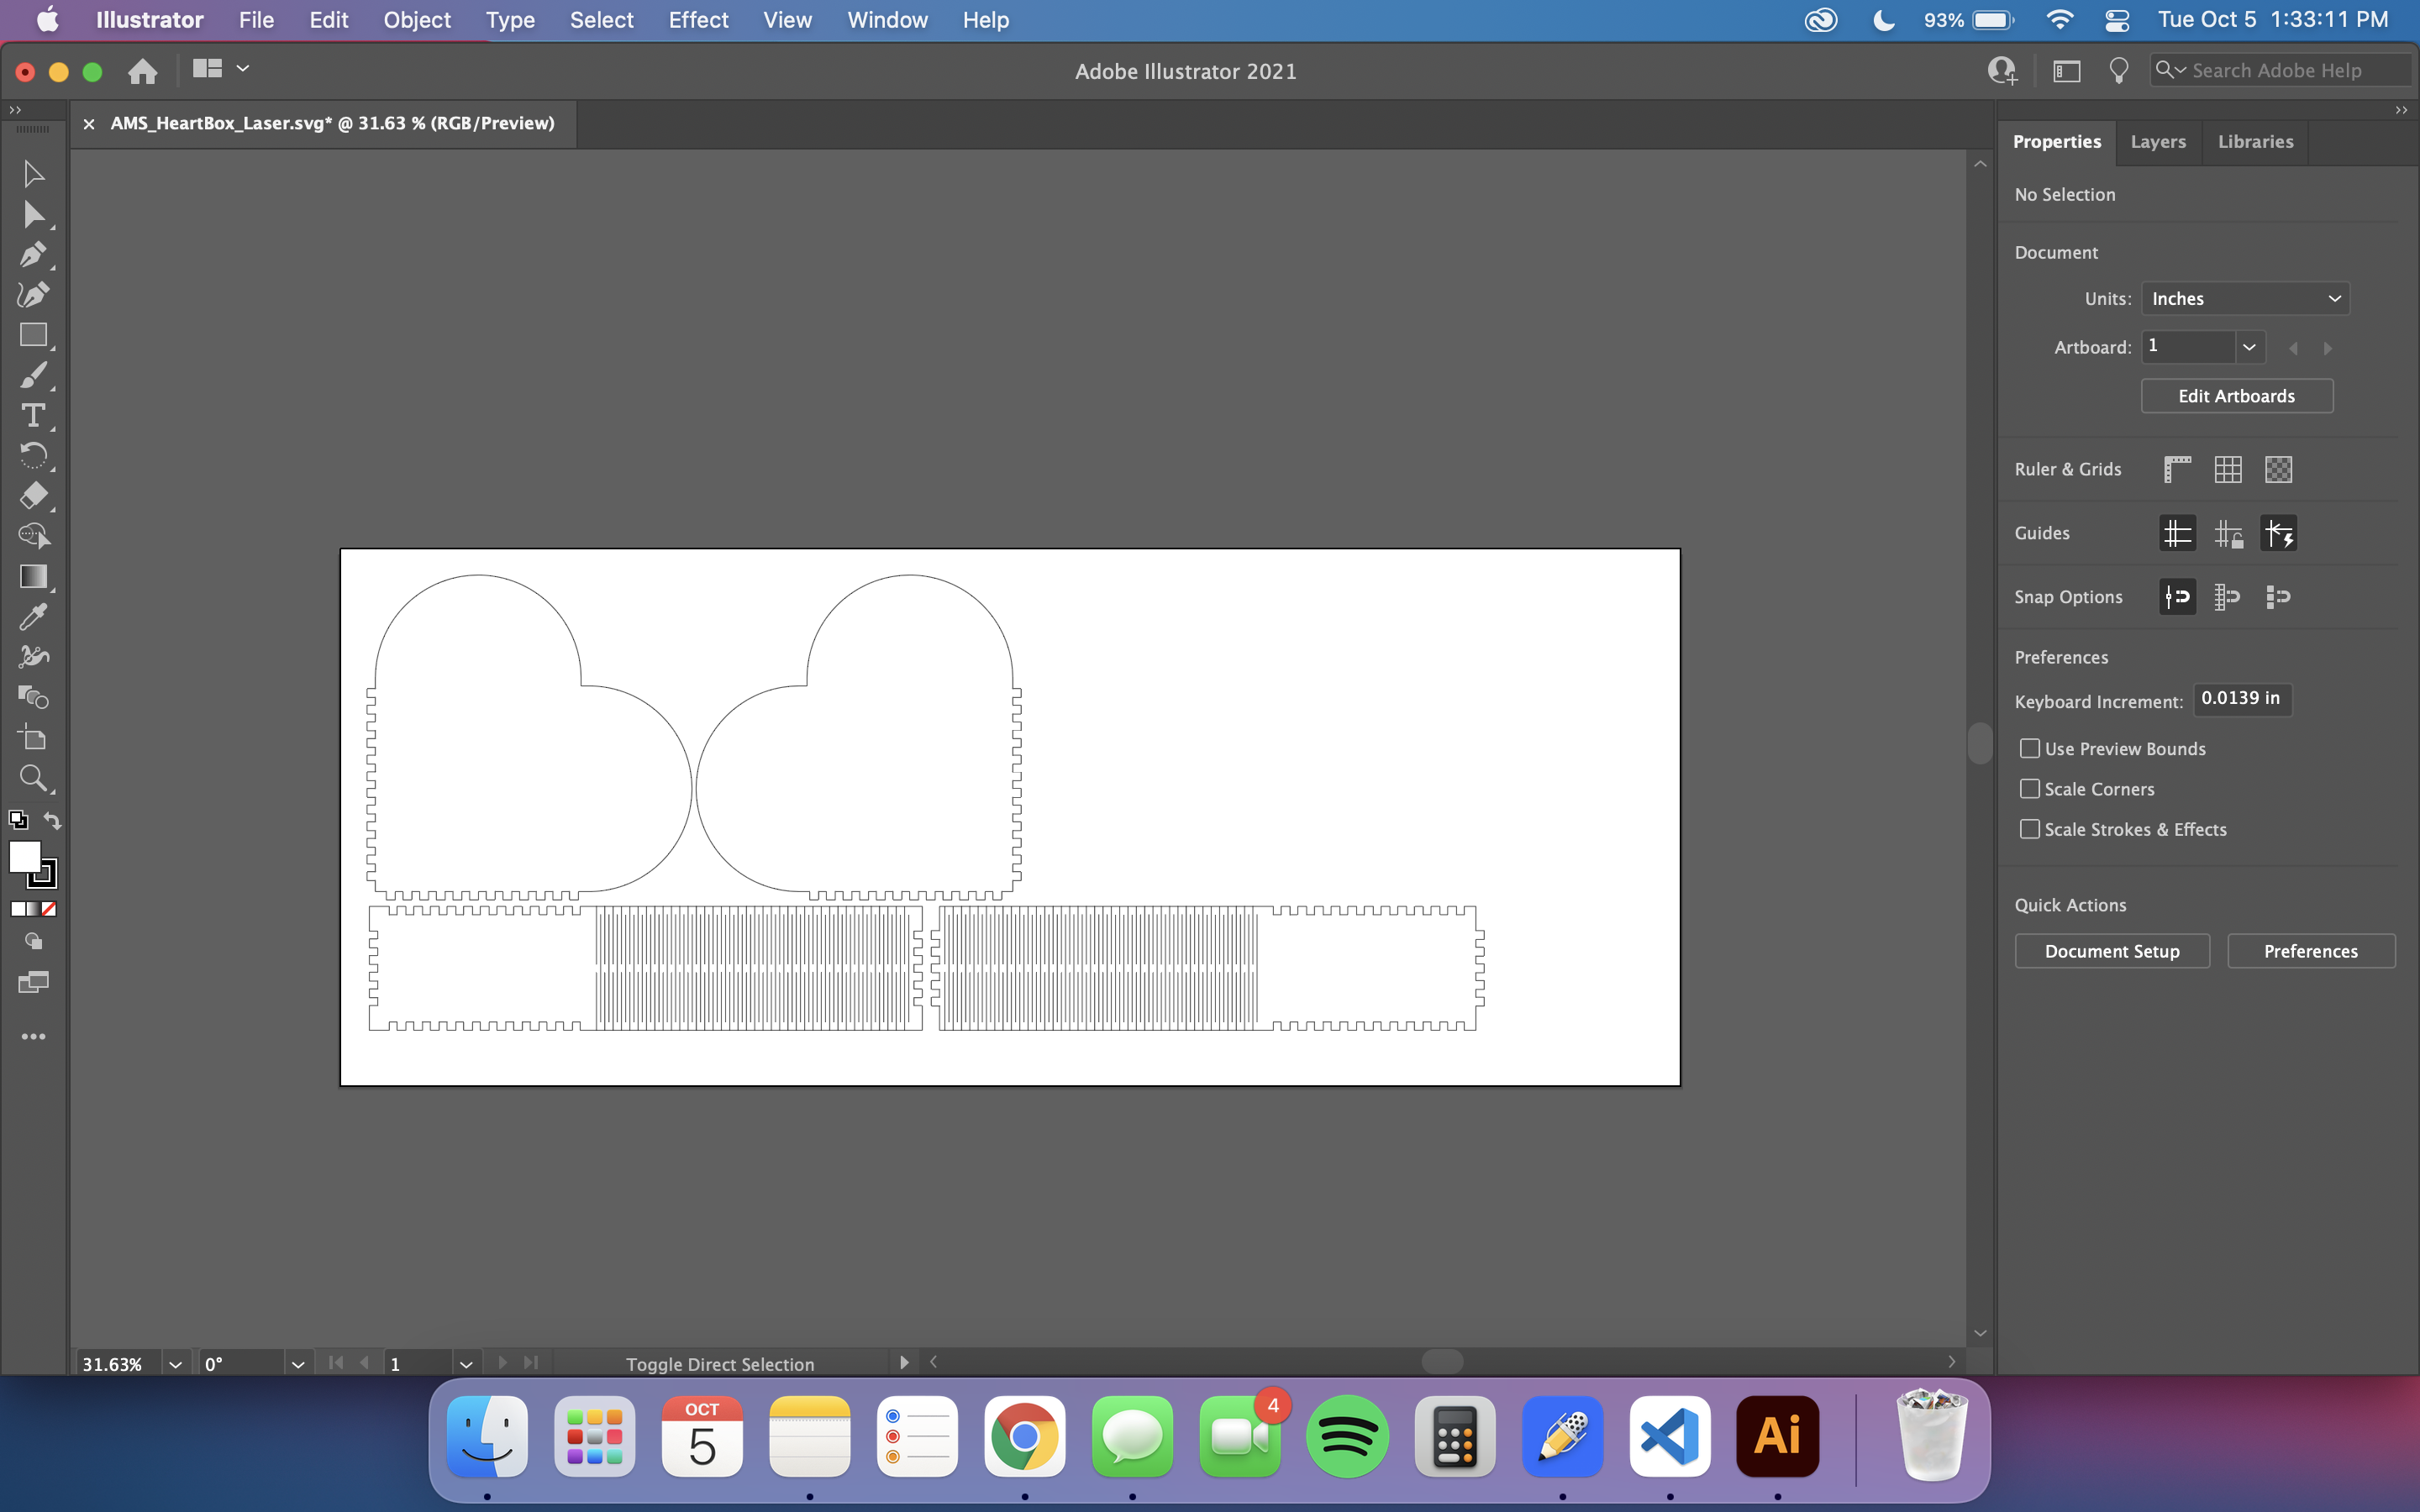 Illustrator File Edit Object Type Select Effect View Window Help 93% Tue Oct 5 1:33:11 PM
Adobe Illustrator 2021 Search Adobe Help
× AMS_HeartBox_Laser.svg* @ 31.63 % (RGB/Preview)
Properties Layers Libraries
No Selection
Document
Units: Inches
Artboard: 1
Edit Artboards
Ruler & Grids
Guides
Snap Options
Preferences
Keyboard Increment: 0.0139 in
Use Preview Bounds
Scale Corners
Scale Strokes & Effects
Quick Actions
Document Setup Preferences
31.63% 0° 1 Toggle Direct Selection
OCT
5
4
Ai